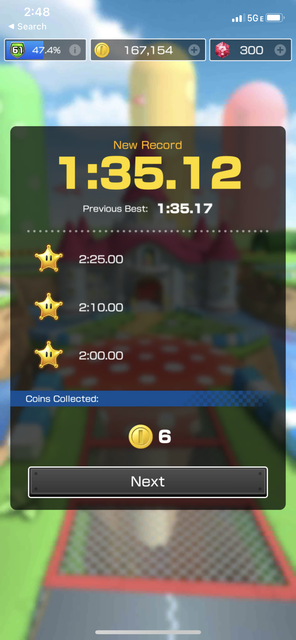 2:48
5G E
◀ Search
61 47.4% i 167,154 + 300 +
New Record
1:35.12
Previous Best: 1:35.17
2:25.00
2:10.00
2:00.00
Coins Collected:
6
Next